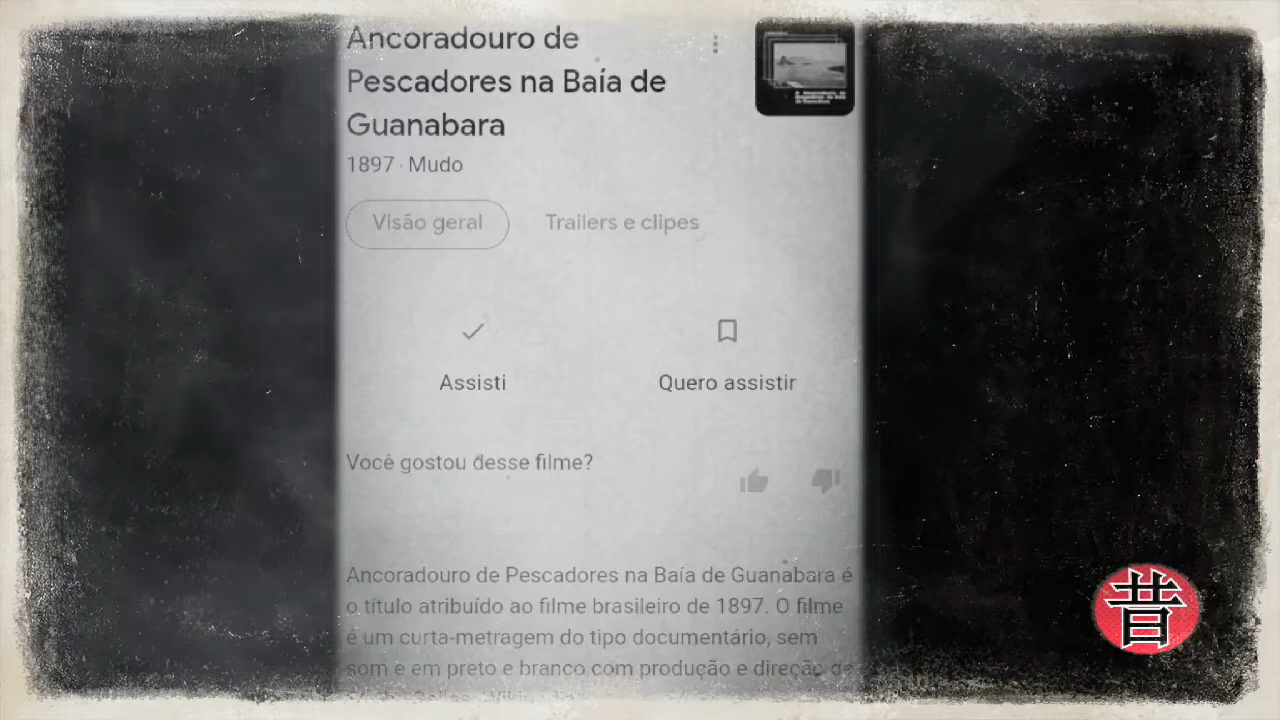 Ancoradouro de
Pescadores na Baía de
Guanabara
1897 · Mudo
Visão geral
Trailers e clipes
Assisti
Quero assistir
Você gostou desse filme?
Ancoradouro de Pescadores na Baía de Guanabara é
o título atribuído ao filme brasileiro de 1897. O filme
é um curta-metragem do tipo documentário, sem
som e em preto e branco com produção e direção de
昔